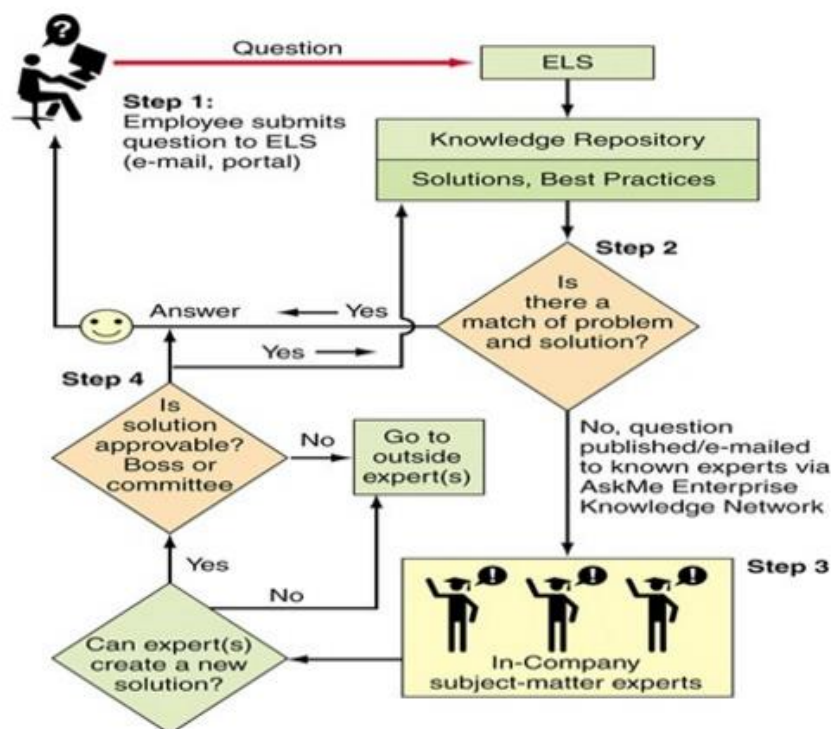 ?
Question
ELS
Step 1:
Employee submits
question to ELS
(e-mail, portal)
Knowledge Repository
Solutions, Best Practices
Step 2
Is
there a
match of problem
and solution?
Answer
Yes
Yes
Step 4
Is
solution
approvable?
Boss or
committee
No
Go to
outside
expert(s)
No, question
published/e-mailed
to known experts via
AskMe Enterprise
Knowledge Network
Step 3
! ! !
In-Company
subject-matter experts
Yes
No
Can expert(s)
create a new
solution?